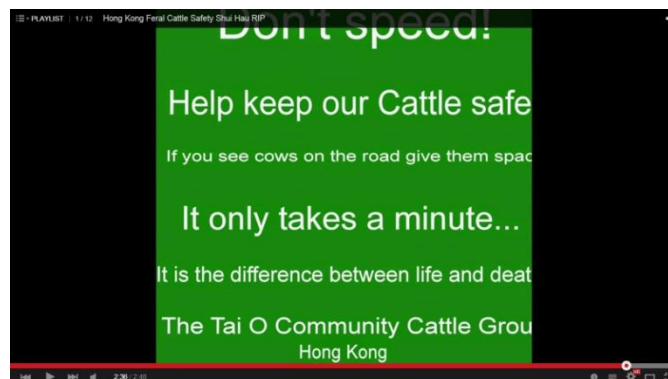 PLAYLIST | 1/12 Hong Kong Feral Cattle Safety Shui Hau RIP
Don't speed!
Help keep our Cattle safe
If you see cows on the road give them spac
It only takes a minute...
It is the difference between life and deat
The Tai O Community Cattle Grou
Hong Kong
2:36 / 2:48